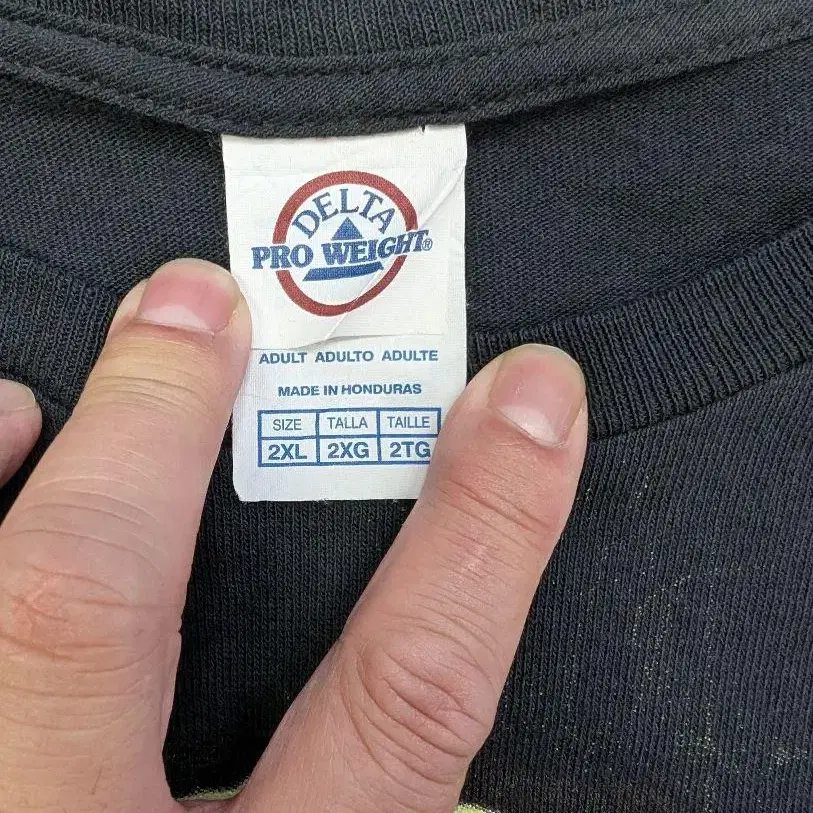 DELTA
PRO WEIGHT®
ADULT ADULTO ADULTE
MADE IN HONDURAS
SIZE TALLA TAILLE
2XL 2XG 2TG